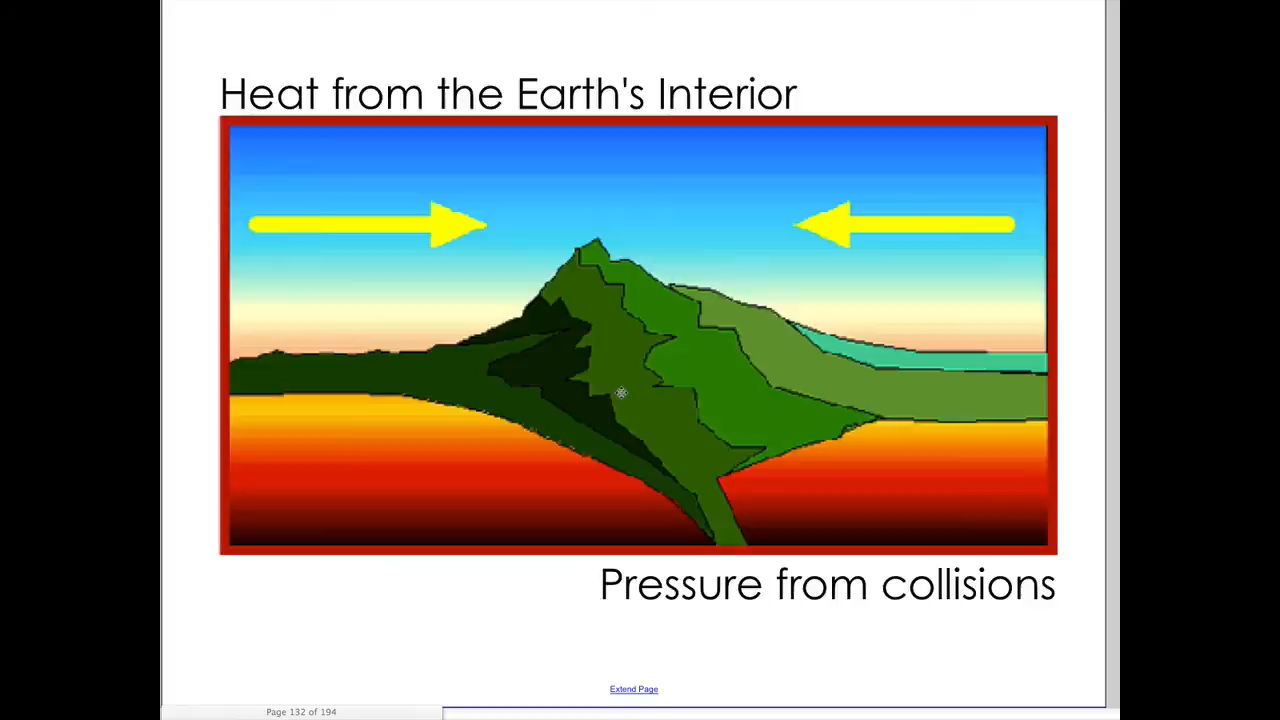 Heat from the Earth's Interior
Pressure from collisions
Extend Page
Page 132 of 194